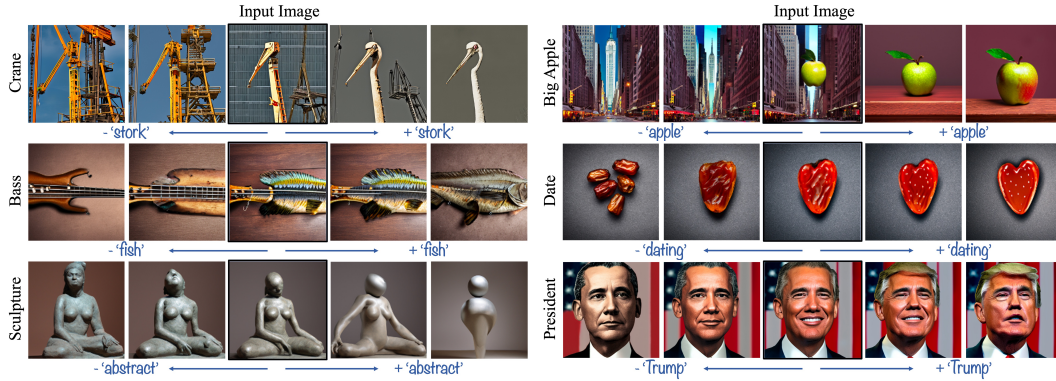 Input Image
Crane
- 'stork'
+ 'stork'
Bass
- 'fish'
+ 'fish'
Sculpture
- 'abstract'
+ 'abstract'
Input Image
Big Apple
- 'apple'
+ 'apple'
Date
- 'dating'
+ 'dating'
President
- 'Trump'
+ 'Trump'